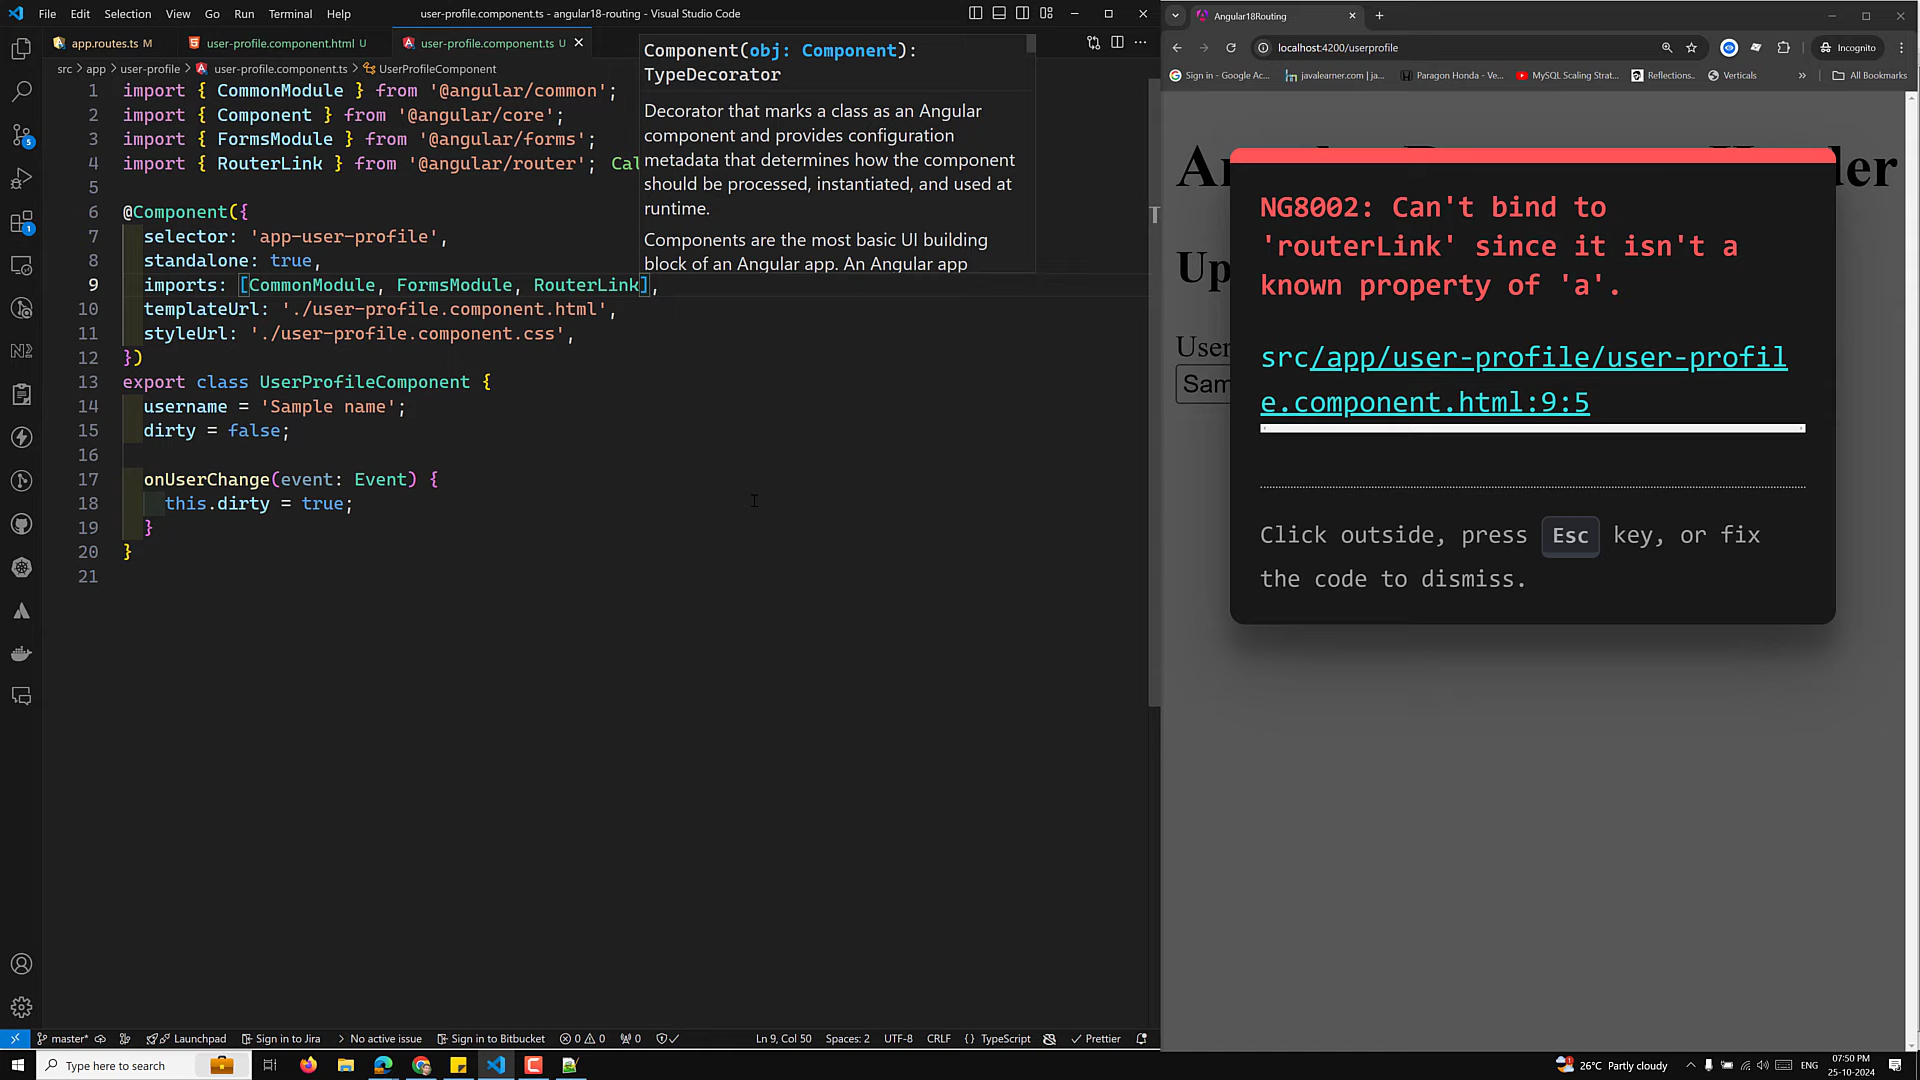 File Edit Selection View Go Run Terminal Help
user-profile.component.ts - angular18-routing - Visual Studio Code
app.routes.ts M
user-profile.component.html U
user-profile.component.ts U
src > app > user-profile > user-profile.component.ts > UserProfileComponent
1 import { CommonModule } from '@angular/common';
2 import { Component } from '@angular/core';
3 import { FormsModule } from '@angular/forms';
4 import { RouterLink } from '@angular/router'; Cal
5
6 @Component({
7 selector: 'app-user-profile',
8 standalone: true,
9 imports: [CommonModule, FormsModule, RouterLink],
10 templateUrl: './user-profile.component.html',
11 styleUrl: './user-profile.component.css',
12 })
13 export class UserProfileComponent {
14 username = 'Sample name';
15 dirty = false;
16
17 onUserChange(event: Event) {
18 this.dirty = true;
19 }
20 }
21
Component(obj: Component):
TypeDecorator
Decorator that marks a class as an Angular
component and provides configuration
metadata that determines how the component
should be processed, instantiated, and used at
runtime.
Components are the most basic UI building
block of an Angular app. An Angular app
5
1
N2
master* Launchpad Sign in to Jira No active issue Sign in to Bitbucket 0 0 0
Ln 9, Col 50 Spaces: 2 UTF-8 CRLF {} TypeScript Prettier
Angular18Routing
localhost:4200/userprofile
Incognito
Sign in - Google Ac...
javalearner.com | ja...
Paragon Honda - Ve...
MySQL Scaling Strat...
Reflections..
Verticals
»
All Bookmarks
der
Up
User
Sam
NG8002: Can't bind to
'routerLink' since it isn't a
known property of 'a'.
src/app/user-profile/user-profil
e.component.html:9:5
Click outside, press Esc key, or fix
the code to dismiss.
Type here to search
26°C Partly cloudy
ENG
07:50 PM
25-10-2024